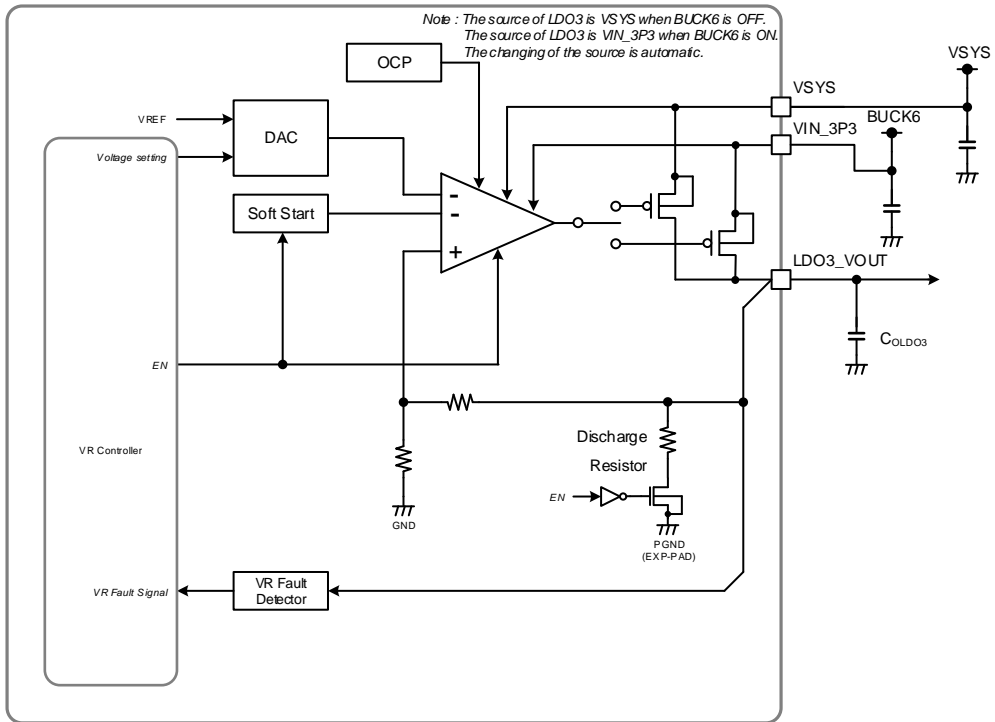 Note : The source of LDO3 is VSYS when BUCK6 is OFF.
The source of LDO3 is VIN_3P3 when BUCK6 is ON.
The changing of the source is automatic.
OCP
VSYS
VSYS
VREF
DAC
VIN_3P3
BUCK6
Voltage setting
Soft Start
-
-
+
LDO3_VOUT
COLDO3
EN
VR Controller
Discharge
Resistor
EN
GND
PGND
(EXP-PAD)
VR Fault Signal
VR Fault
Detector